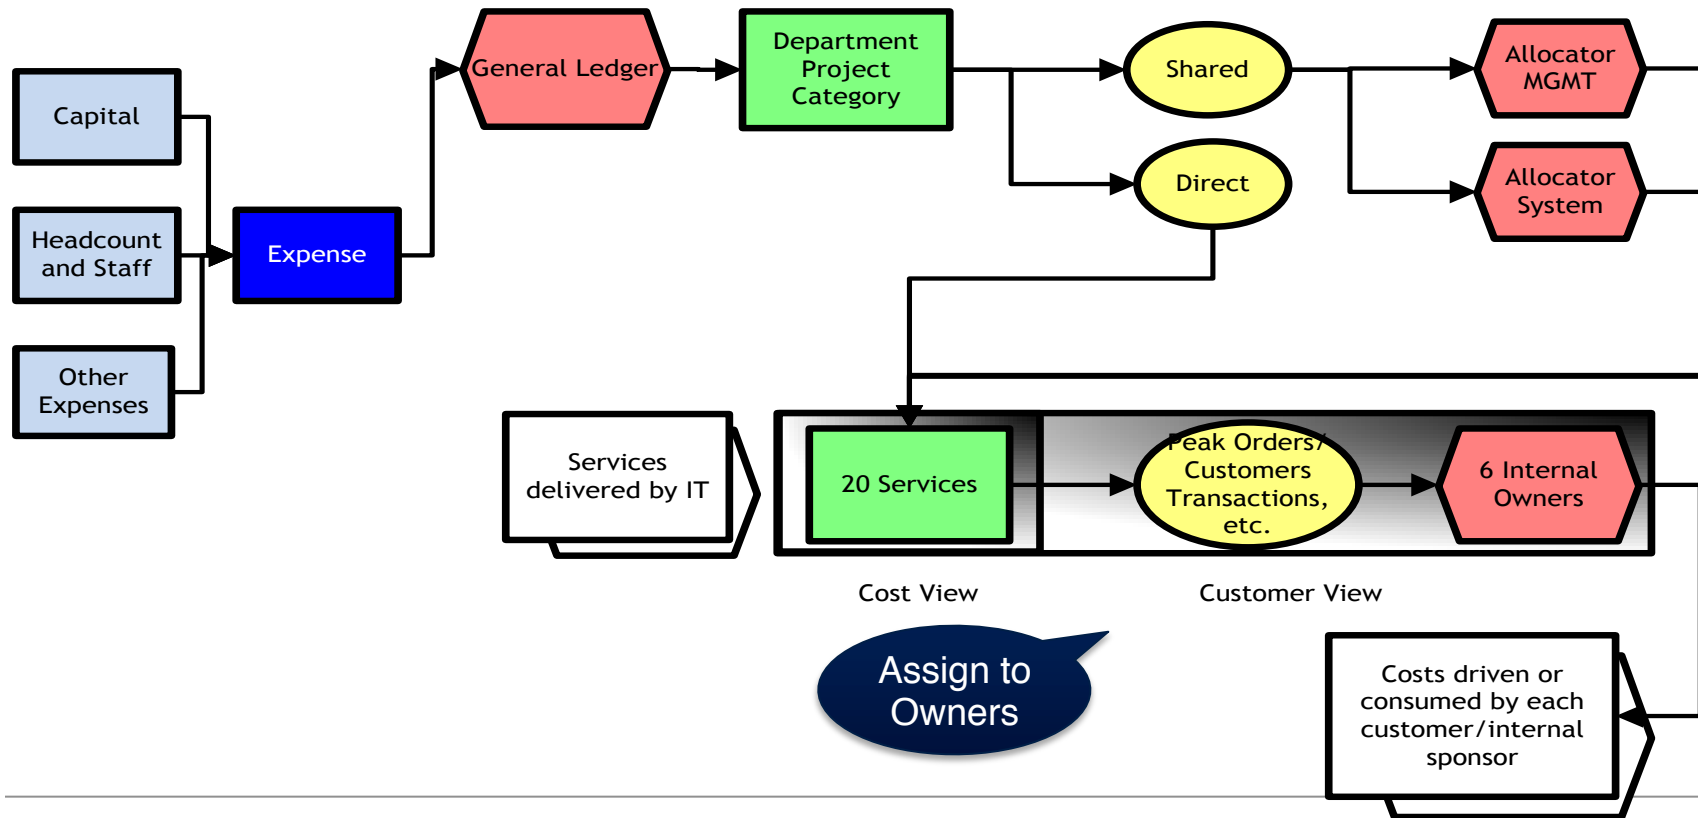 Capital
Headcount
and Staff
Other
Expenses
Expense
General Ledger
Department
Project
Category
Shared
Direct
Allocator
MGMT
Allocator
System
Services
delivered by IT
20 Services
Peak Orders/
Customers
Transactions,
etc.
6 Internal
Owners
Cost View
Customer View
Assign to
Owners
Costs driven or
consumed by each
customer/internal
sponsor